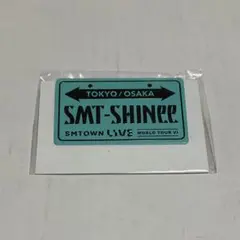 TOKYO/OSAKA
SMT-SHINee
SMTOWN LIVE WORLD TOUR VI